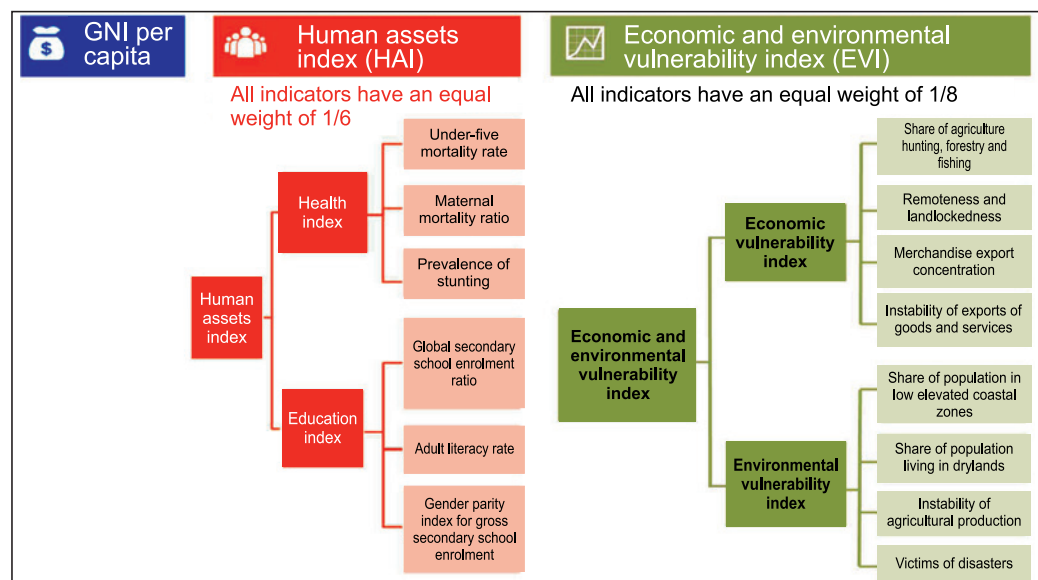 GNI per
capita
Human assets
index (HAI)
Economic and environmental
vulnerability index (EVI)
All indicators have an equal
weight of 1/6
All indicators have an equal weight of 1/8
Human
assets
index
Health
index
Under-five
mortality rate
Maternal
mortality ratio
Prevalence of
stunting
Education
index
Global secondary
school enrolment
ratio
Adult literacy rate
Gender parity
index for gross
secondary school
enrolment
Economic and
environmental
vulnerability
index
Economic
vulnerability
index
Share of agriculture
hunting, forestry and
fishing
Remoteness and
landlockedness
Merchandise export
concentration
Instability of exports of
goods and services
Environmental
vulnerability
index
Share of population in
low elevated coastal
zones
Share of population
living in drylands
Instability of
agricultural production
Victims of disasters